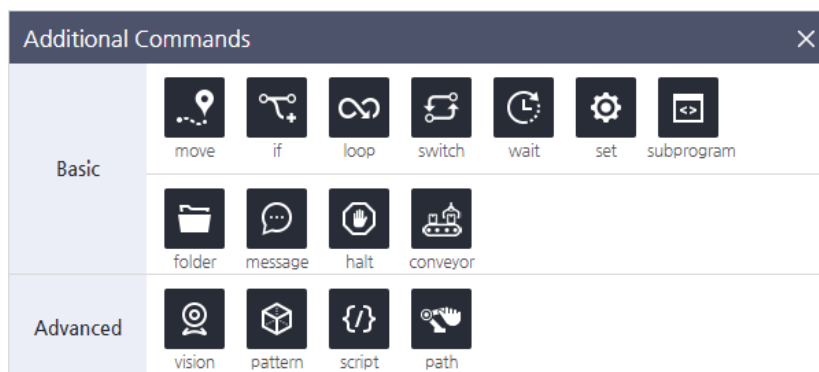 Additional Commands
Basic
move if loop switch wait set subprogram
folder message halt conveyor
Advanced
vision pattern script path